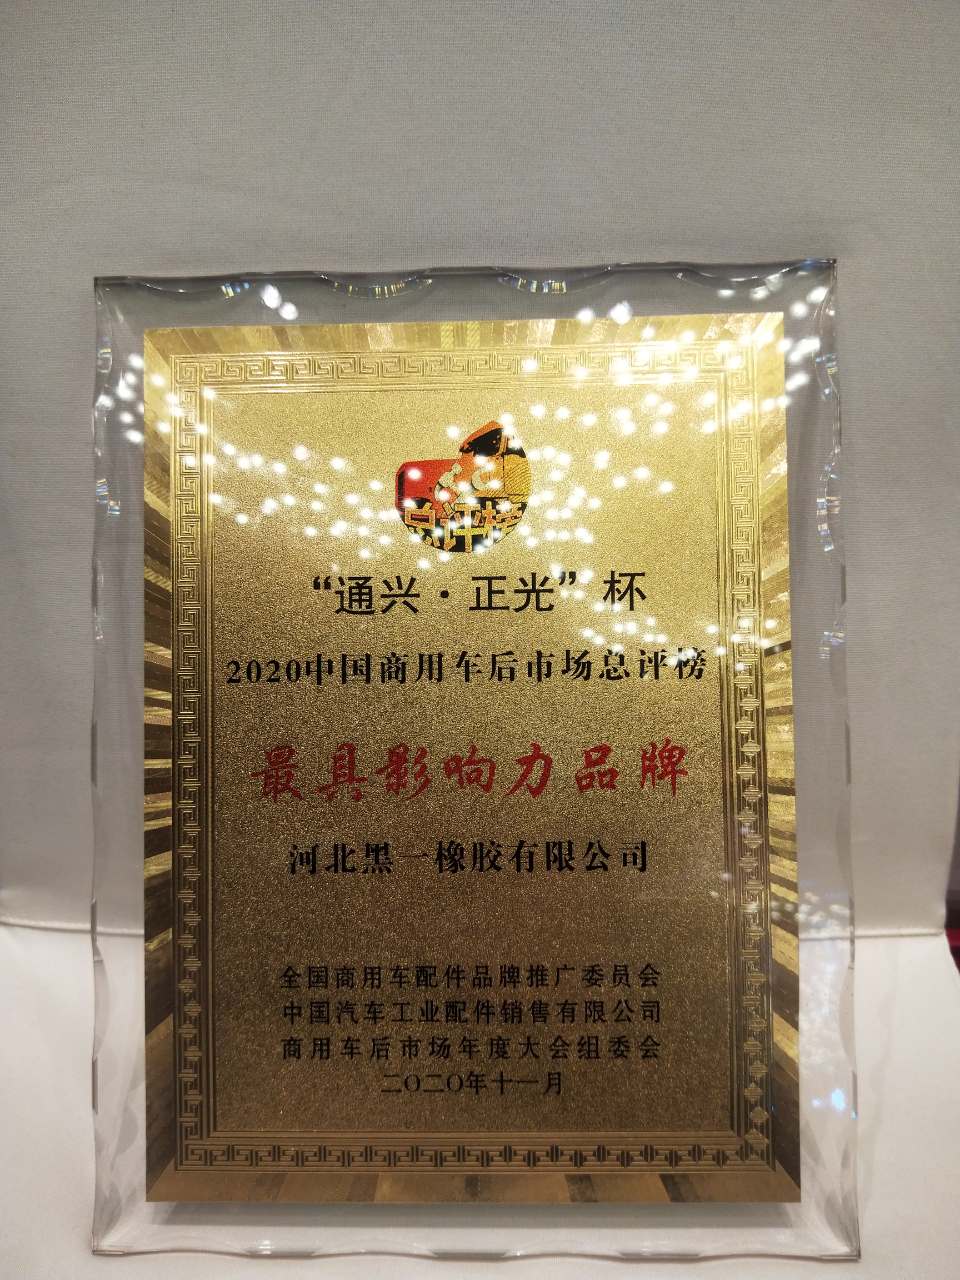 总评榜
“通兴·正光”杯
2020中国商用车后市场总评榜
最具影响力品牌
河北黑一橡胶有限公司
全国商用车配件品牌推广委员会
中国汽车工业配件销售有限公司
商用车后市场年度大会组委会
二〇二〇年十一月